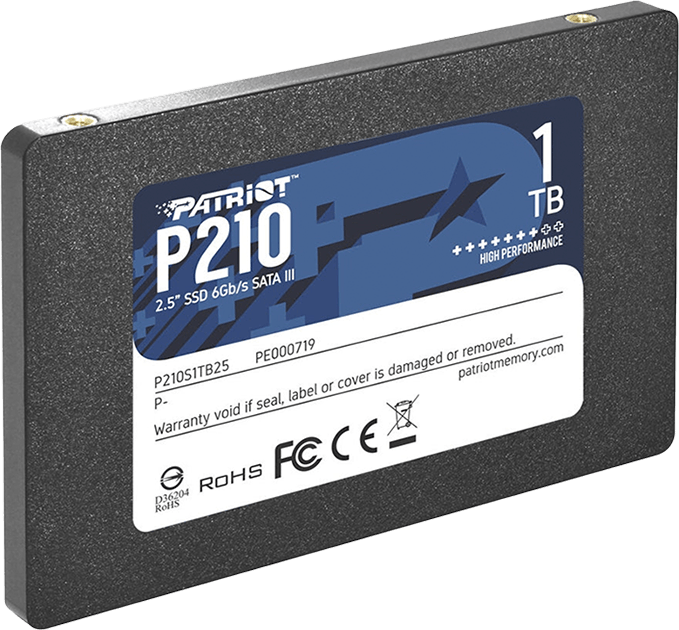 PATRIOT™
P210
2.5" SSD 6Gb/s SATA III
1
TB
HIGH PERFORMANCE
P210S1TB25 PE000719
P-
Warranty void if seal, label or cover is damaged or removed.
patriotmemory.com
D36204
RoHS
RoHS
FC CE